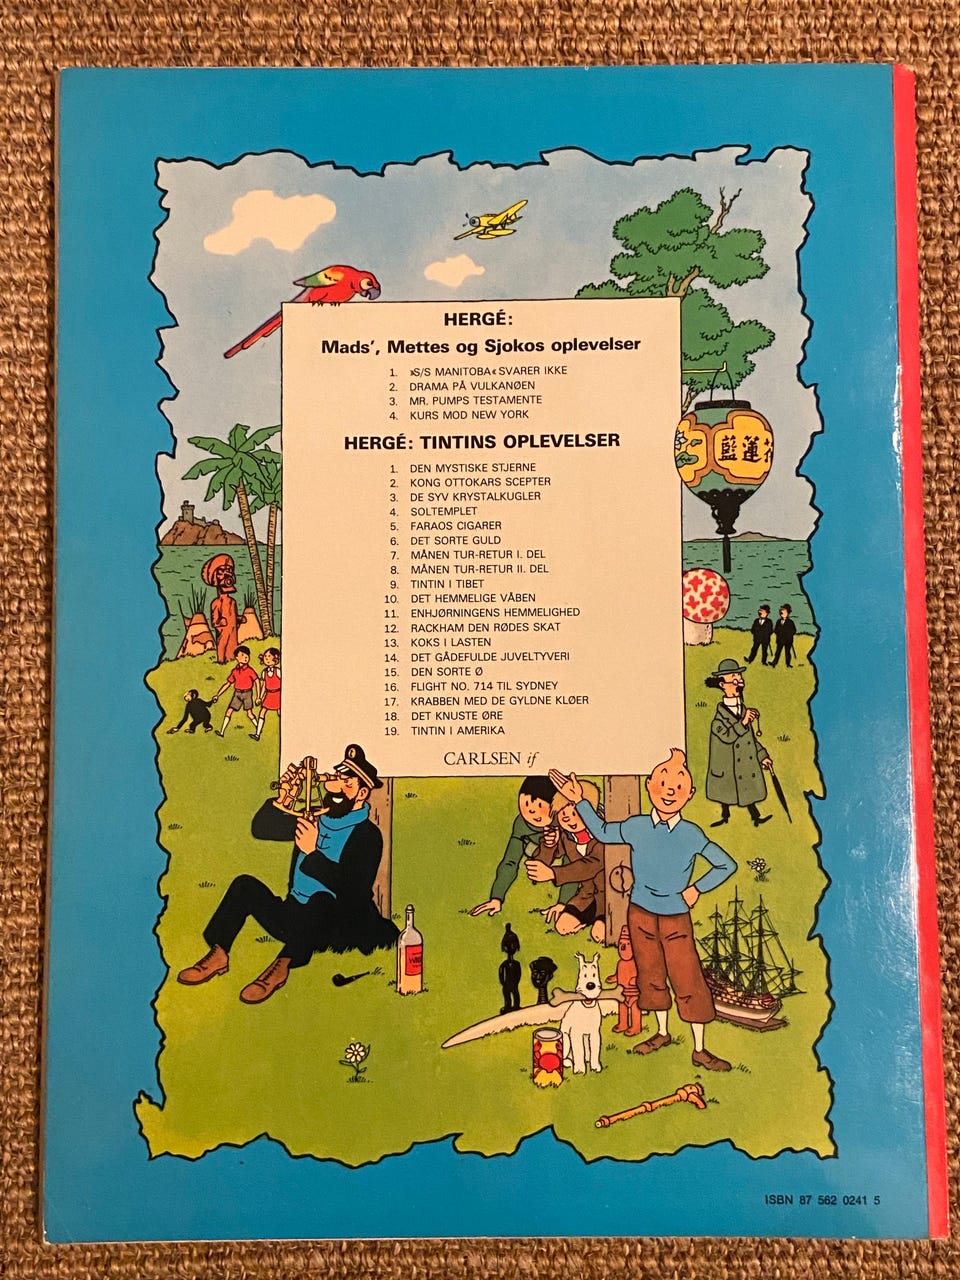 HERGÉ:
Mads', Mettes og Sjokos oplevelser
1. »S/S MANITOBA« SVARER IKKE
2. DRAMA PÅ VULKANØEN
3. MR. PUMPS TESTAMENTE
4. KURS MOD NEW YORK
HERGÉ: TINTINS OPLEVELSER
1. DEN MYSTISKE STJERNE
2. KONG OTTOKARS SCEPTER
3. DE SYV KRYSTALKUGLER
4. SOLTEMPLET
5. FARAOS CIGARER
6. DET SORTE GULD
7. MÅNEN TUR-RETUR I. DEL
8. MÅNEN TUR-RETUR II. DEL
9. TINTIN I TIBET
10. DET HEMMELIGE VÅBEN
11. ENHJØRNINGENS HEMMELIGHED
12. RACKHAM DEN RØDES SKAT
13. KOKS I LASTEN
14. DET GÅDEFULDE JUVELTYVERI
15. DEN SORTE Ø
16. FLIGHT NO. 714 TIL SYDNEY
17. KRABBEN MED DE GYLDNE KLØER
18. DET KNUSTE ØRE
19. TINTIN I AMERIKA
CARLSEN if
藍蓮
ISBN 87 562 0241 5